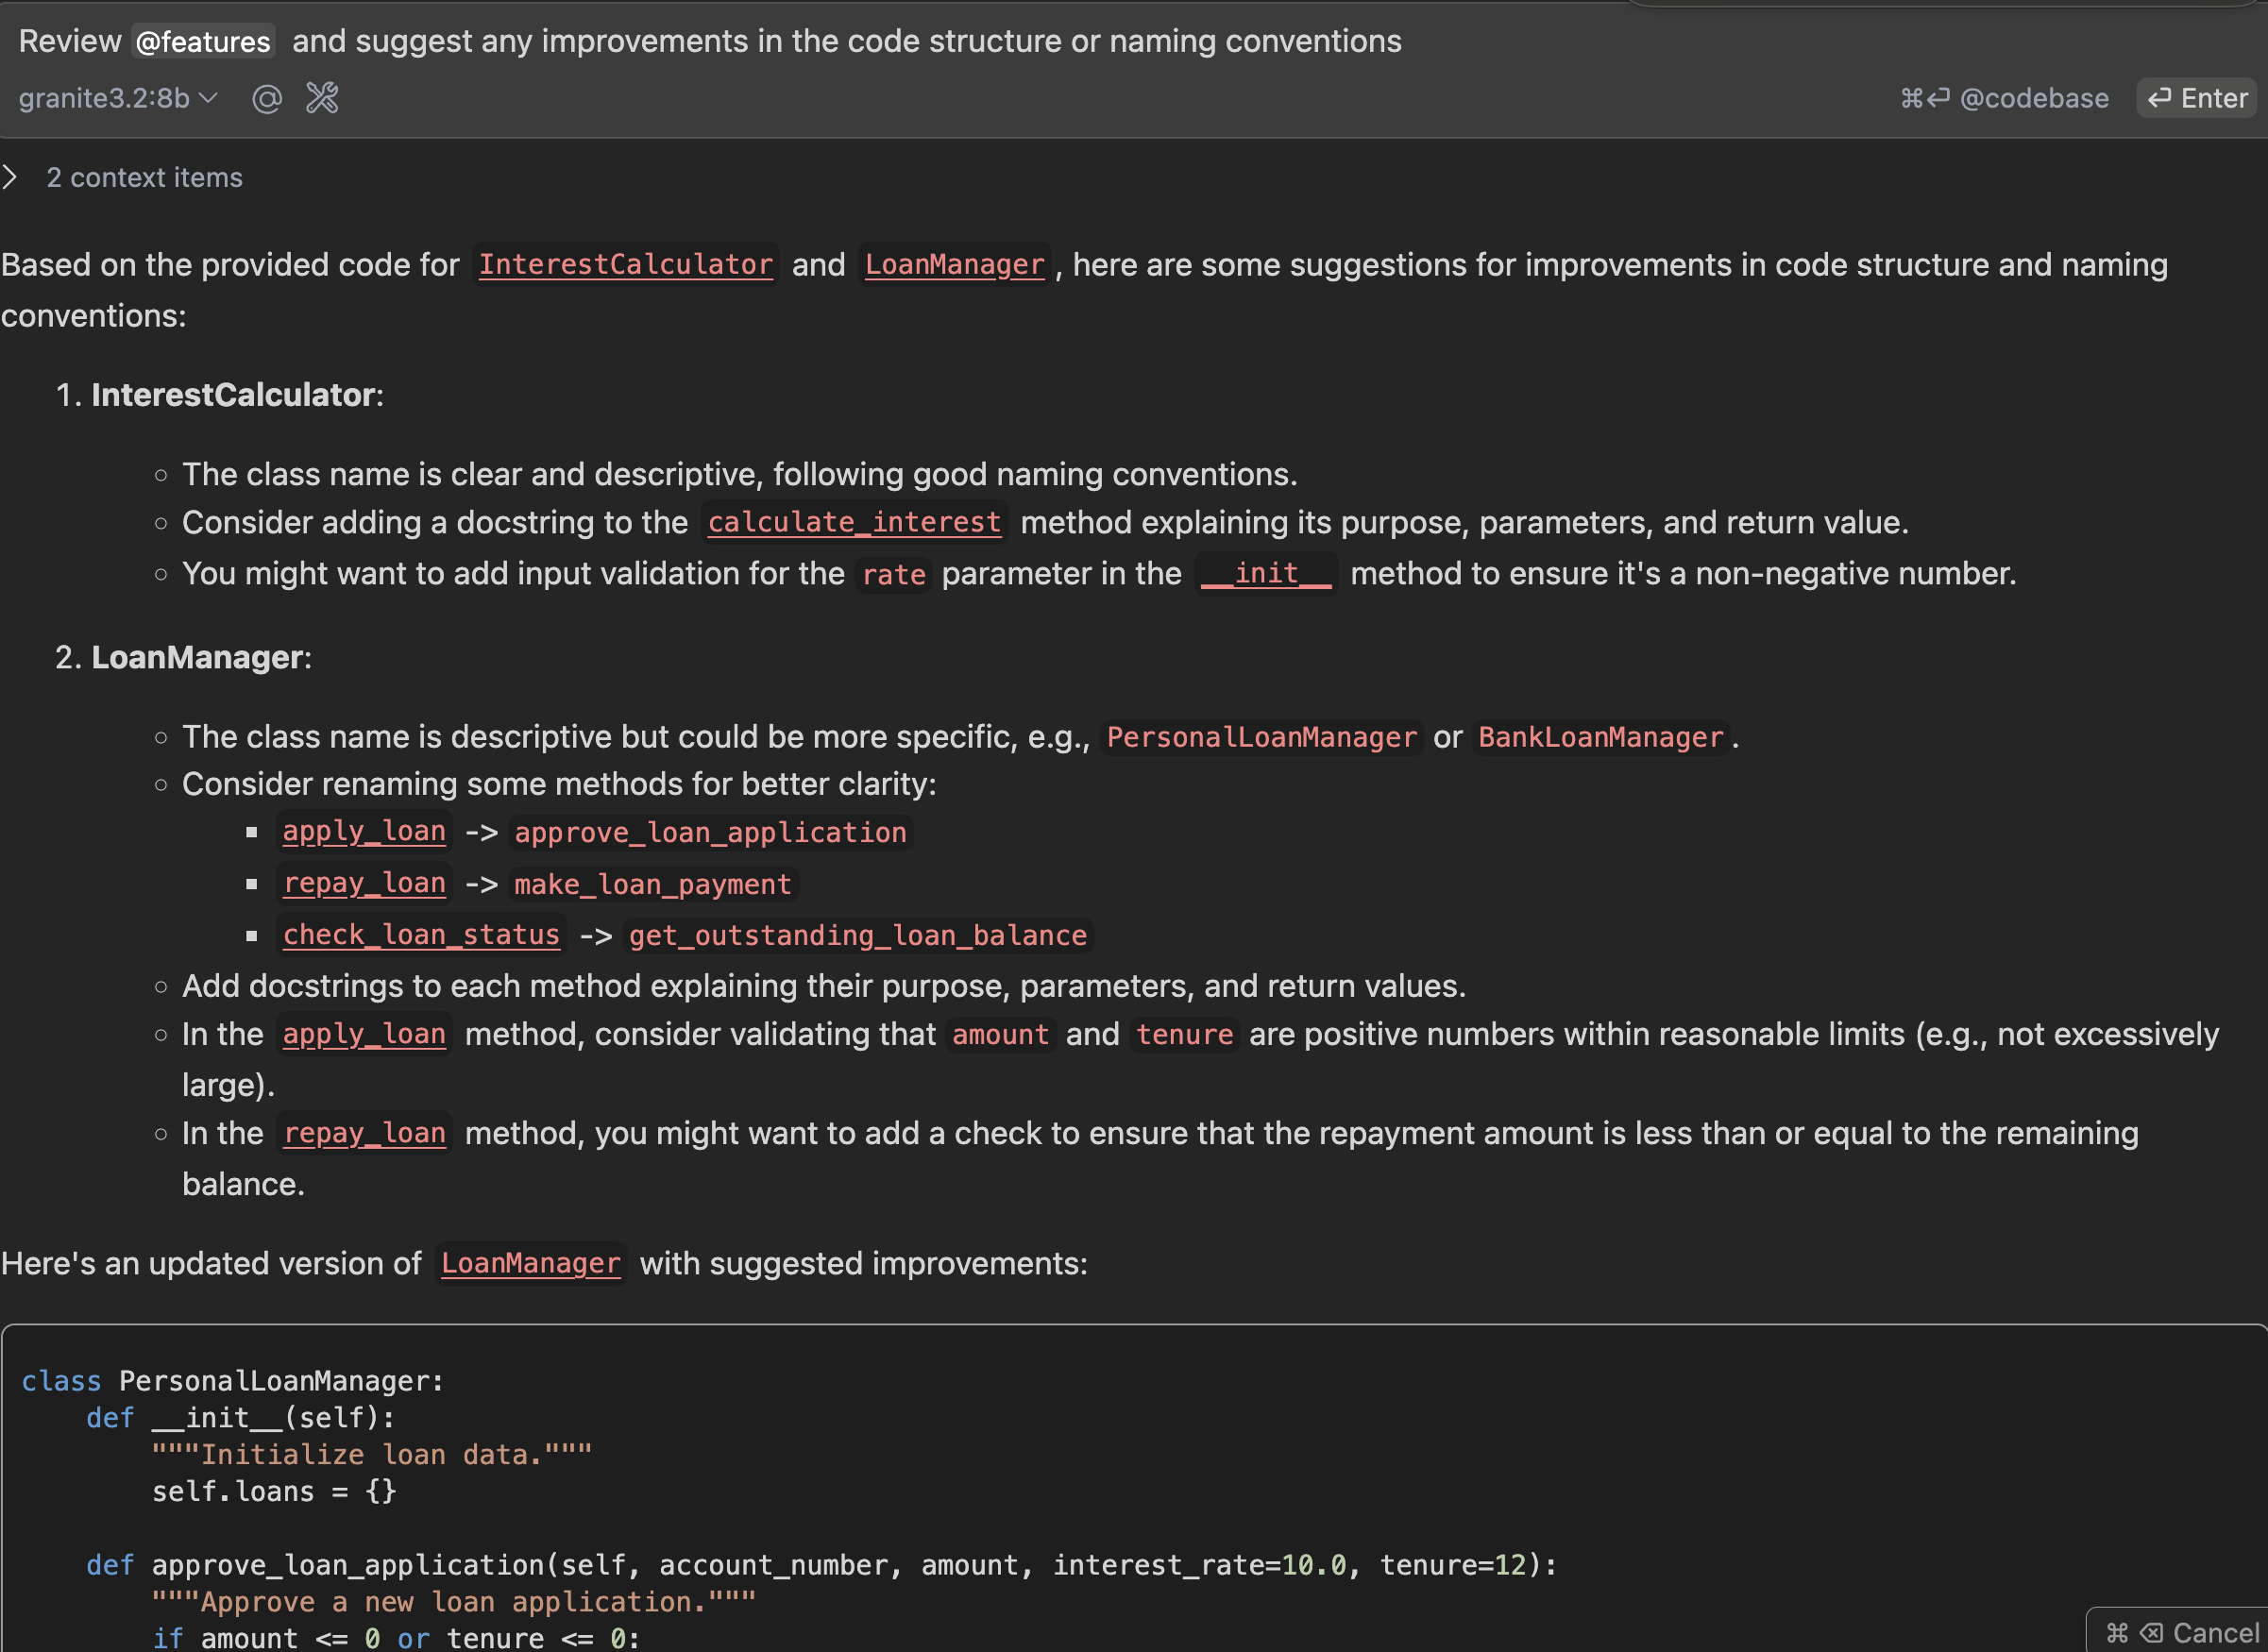 Review @features and suggest any improvements in the code structure or naming conventions
granite3.2:8b @ ⌘⏎ @codebase ⏎ Enter
2 context items
Based on the provided code for InterestCalculator and LoanManager , here are some suggestions for improvements in code structure and naming
conventions:
1. InterestCalculator:
○ The class name is clear and descriptive, following good naming conventions.
○ Consider adding a docstring to the calculate_interest method explaining its purpose, parameters, and return value.
○ You might want to add input validation for the rate parameter in the __init__ method to ensure it's a non-negative number.
2. LoanManager:
○ The class name is descriptive but could be more specific, e.g., PersonalLoanManager or BankLoanManager .
○ Consider renaming some methods for better clarity:
▪ apply_loan -> approve_loan_application
▪ repay_loan -> make_loan_payment
▪ check_loan_status -> get_outstanding_loan_balance
○ Add docstrings to each method explaining their purpose, parameters, and return values.
○ In the apply_loan method, consider validating that amount and tenure are positive numbers within reasonable limits (e.g., not excessively
large).
○ In the repay_loan method, you might want to add a check to ensure that the repayment amount is less than or equal to the remaining
balance.
Here's an updated version of LoanManager with suggested improvements:
class PersonalLoanManager:
    def __init__(self):
        """Initialize loan data."""
        self.loans = {}
    def approve_loan_application(self, account_number, amount, interest_rate=10.0, tenure=12):
        """Approve a new loan application."""
        if amount <= 0 or tenure <= 0:
⌘ ⌫ Cancel